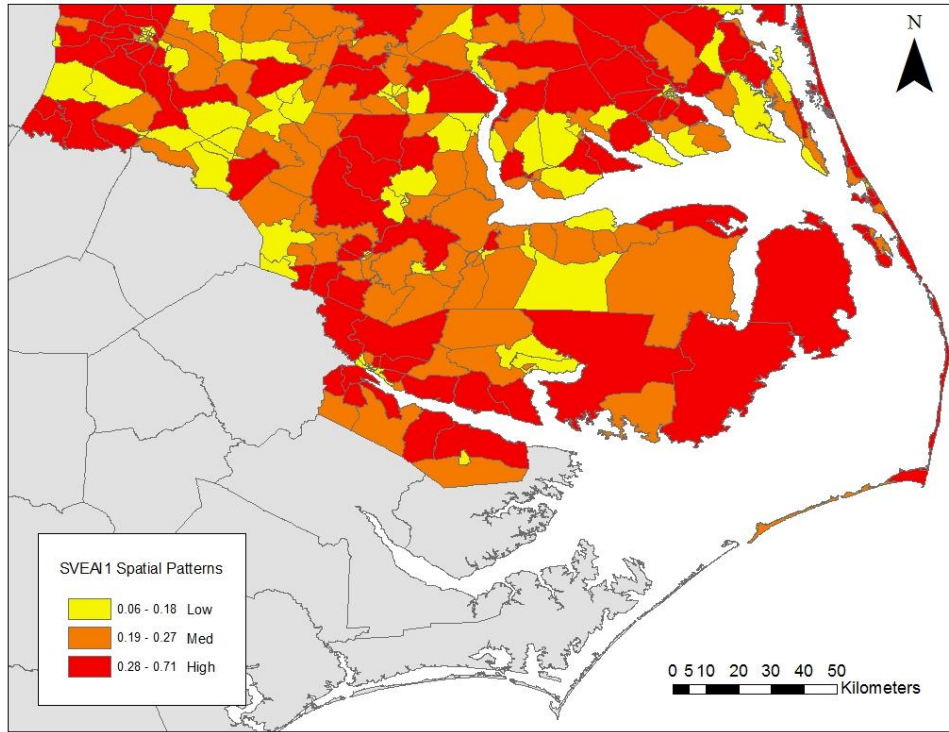 N
SVEAI1 Spatial Patterns
0.06 - 0.18 Low
0.19 - 0.27 Med
0.28 - 0.71 High
0 5 10 20 30 40 50
Kilometers